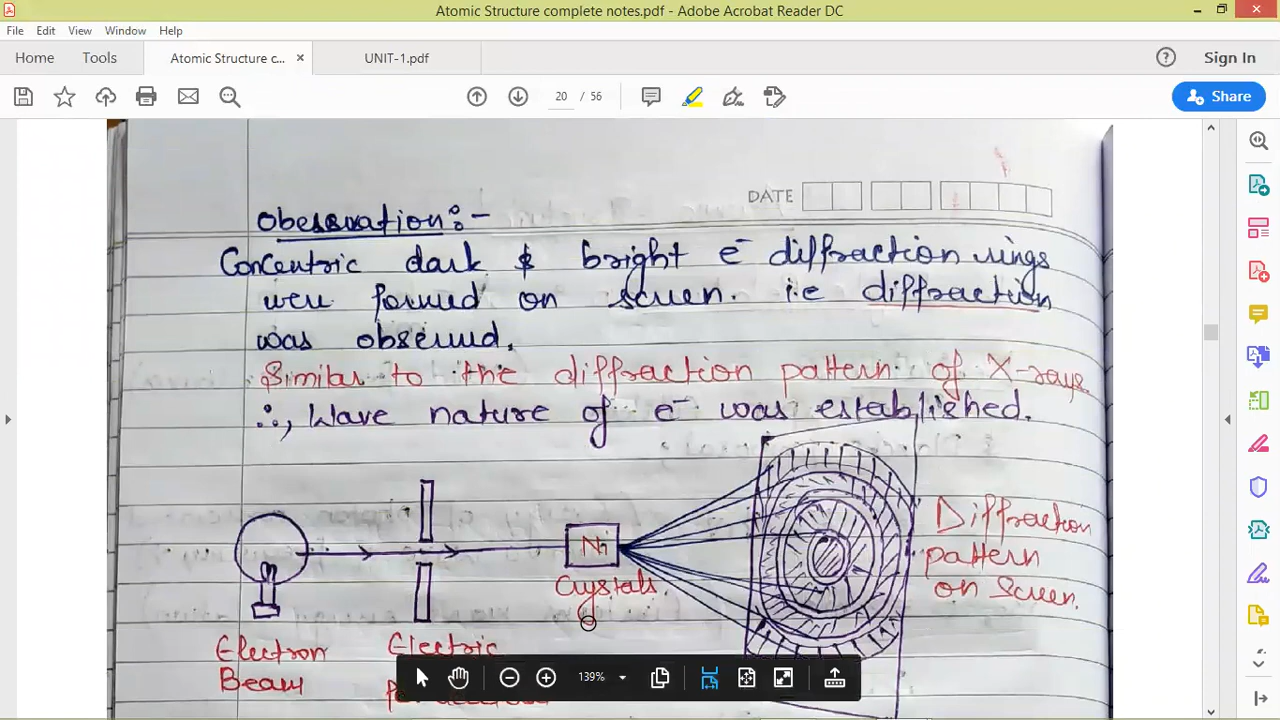 Atomic Structure complete notes.pdf - Adobe Acrobat Reader DC
File Edit View Window Help
Home Tools Atomic Structure c... × UNIT-1.pdf ? Sign In
20 / 56 Share
DATE
Obersvation:-
Concentric dark & bright e⁻ diffraction rings
were formed on screen. i.e diffraction
was observed.
Similar to the diffraction pattern of X-rays
∴, Wave nature of e⁻ was established.
Ni
Crystals
Diffraction
pattern
on Screen.
Electron
Beam
Electric
139%